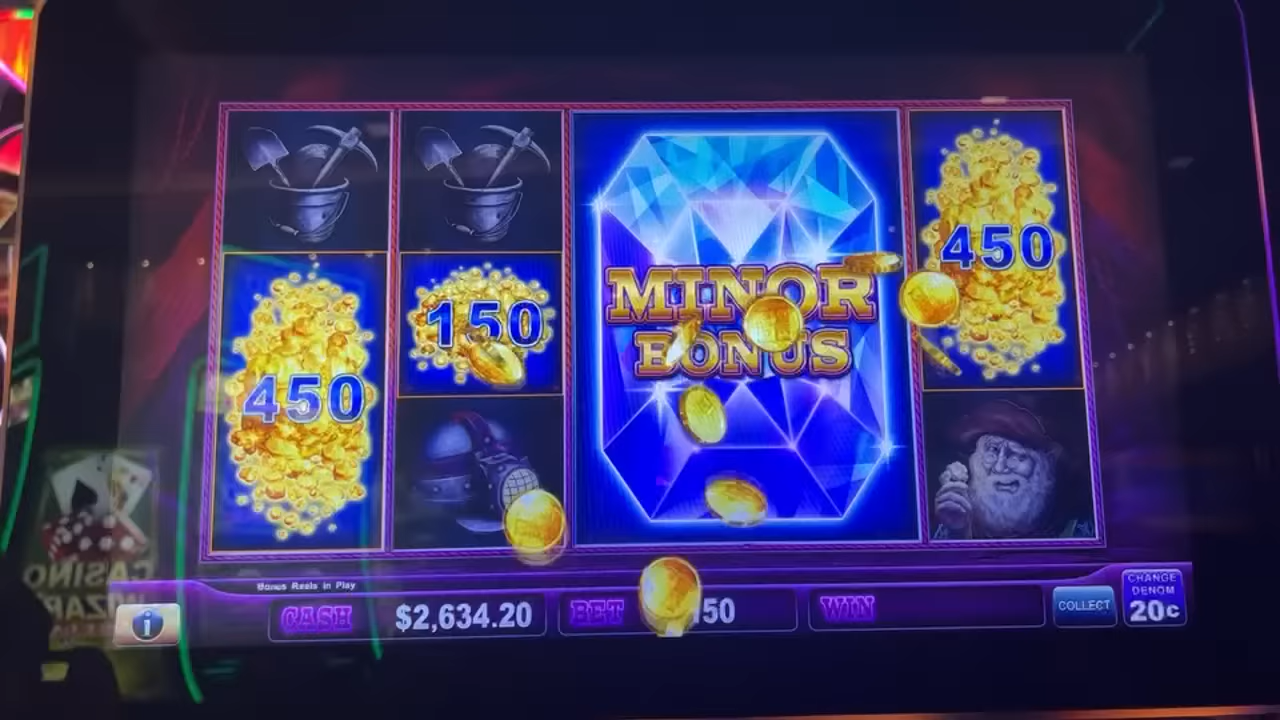 450
150
MINOR
BONUS
450
Bonus Reels in Play
CASH $2,634.20
BET 50
WIN
COLLECT
CHANGE
DENOM
20¢
i
CASINO